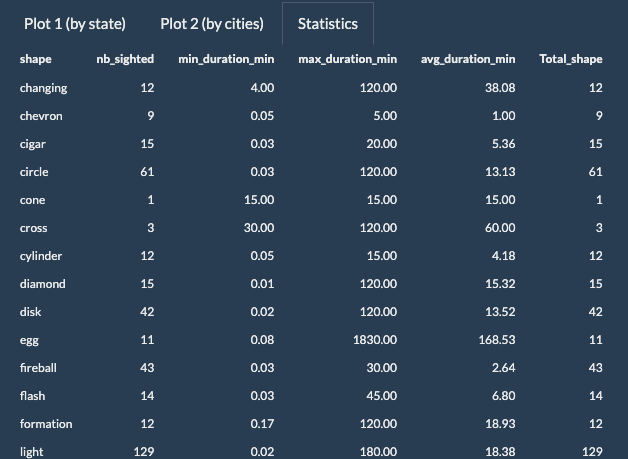 Plot 1 (by state) Plot 2 (by cities) Statistics
shape nb_sighted min_duration_min max_duration_min avg_duration_min Total_shape
changing 12 4.00 120.00 38.08 12
chevron 9 0.05 5.00 1.00 9
cigar 15 0.03 20.00 5.36 15
circle 61 0.03 120.00 13.13 61
cone 1 15.00 15.00 15.00 1
cross 3 30.00 120.00 60.00 3
cylinder 12 0.05 15.00 4.18 12
diamond 15 0.01 120.00 15.32 15
disk 42 0.02 120.00 13.52 42
egg 11 0.08 1830.00 168.53 11
fireball 43 0.03 30.00 2.64 43
flash 14 0.03 45.00 6.80 14
formation 12 0.17 120.00 18.93 12
light 129 0.02 180.00 18.38 129